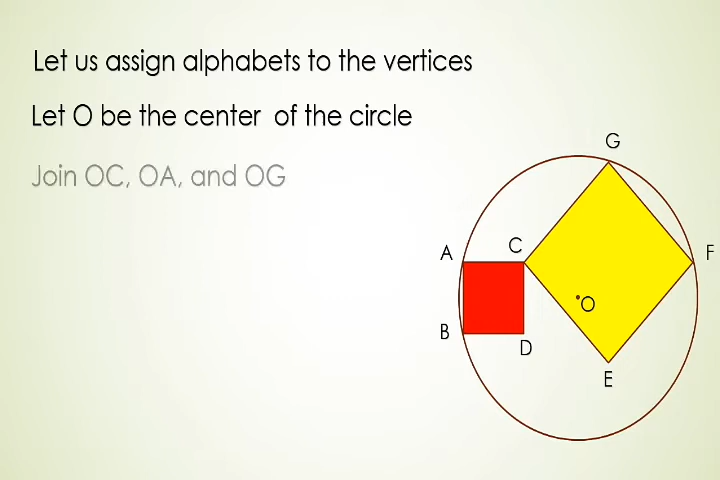 Let us assign alphabets to the vertices
Let O be the center of the circle
Join OC, OA, and OG
G
A
C
F
O
B
D
E